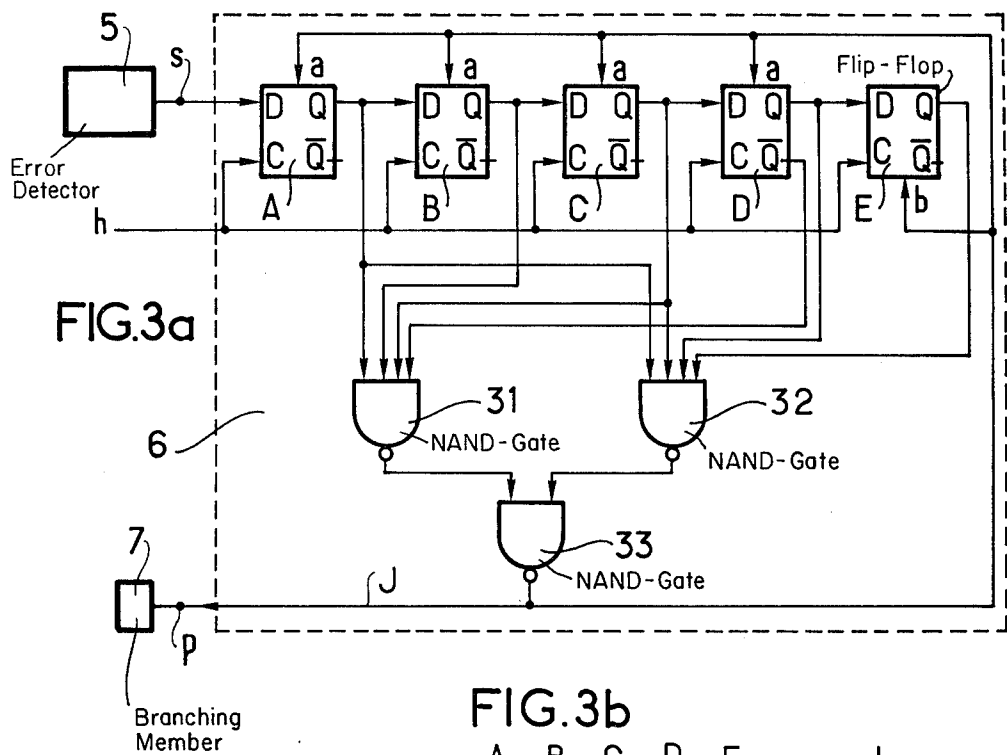 5
S
a a a a Flip-Flop
D Q D Q D Q D Q D Q
C Q̅ C Q̅ C Q̅ C Q̅ C Q̅
Error
Detector
A B C D E b
h
FIG.3a
31
NAND-Gate
32
NAND-Gate
6
33
NAND-Gate
7
J
p
Branching
Member
FIG.3b
A B C D E J